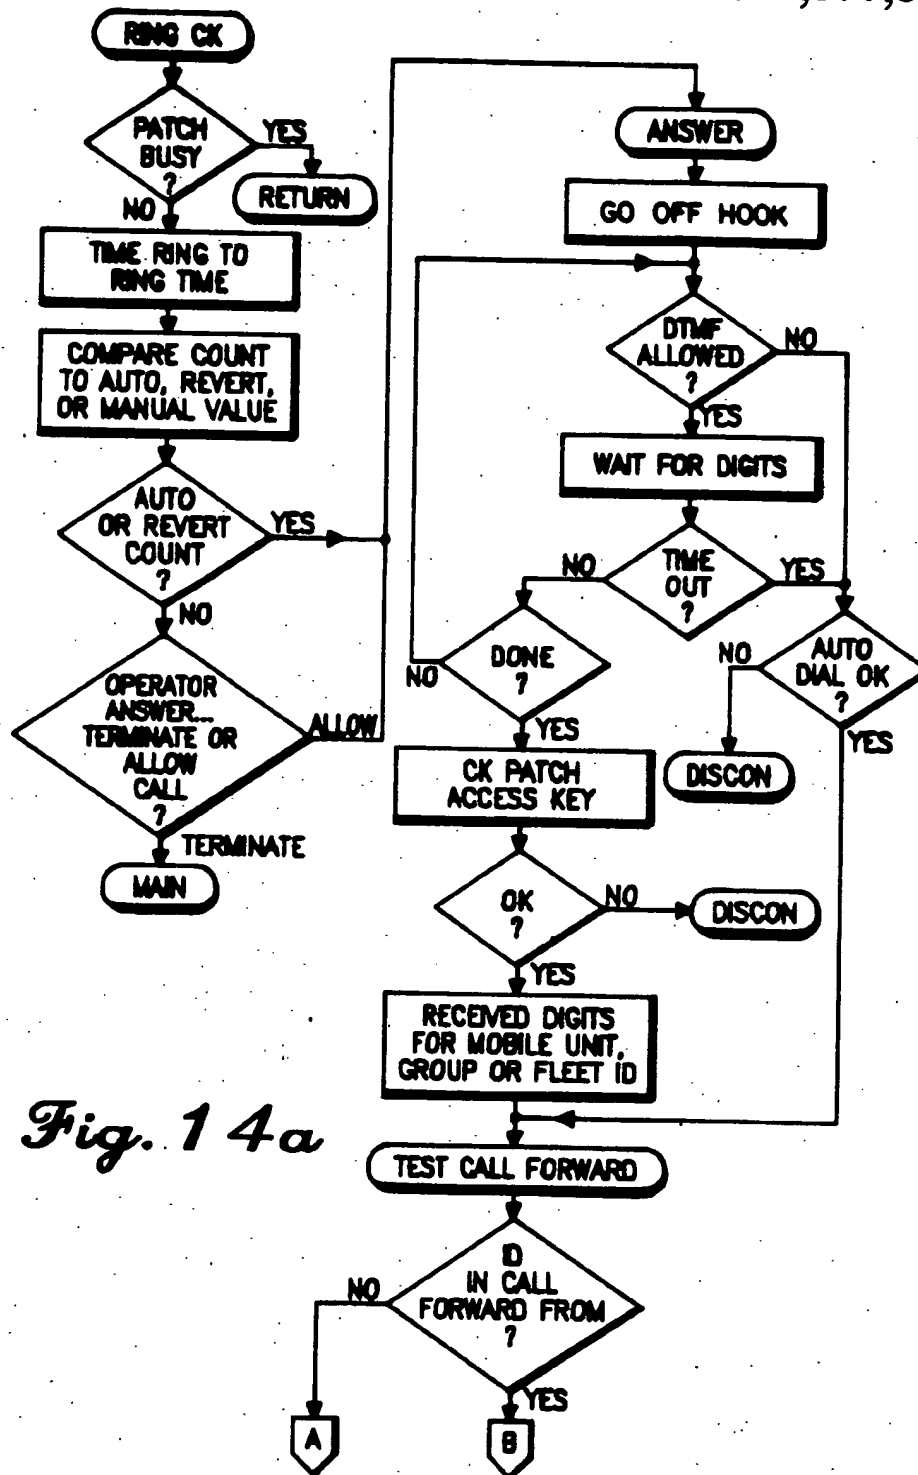 RING CK
PATCH
BUSY
?
YES
RETURN
NO
TIME RING TO
RING TIME
COMPARE COUNT
TO AUTO, REVERT,
OR MANUAL VALUE
AUTO
OR REVERT
COUNT
?
YES
NO
OPERATOR
ANSWER...
TERMINATE OR
ALLOW
CALL
?
ALLOW
TERMINATE
MAIN
ANSWER
GO OFF HOOK
DTMF
ALLOWED
?
NO
YES
WAIT FOR DIGITS
TIME
OUT
?
NO
YES
DONE
?
NO
YES
AUTO
DIAL OK
?
NO
YES
DISCON
CK PATCH
ACCESS KEY
OK
?
NO
DISCON
YES
RECEIVED DIGITS
FOR MOBILE UNIT,
GROUP OR FLEET ID
Fig. 14a
TEST CALL FORWARD
ID
IN CALL
FORWARD FROM
?
NO
YES
A
B